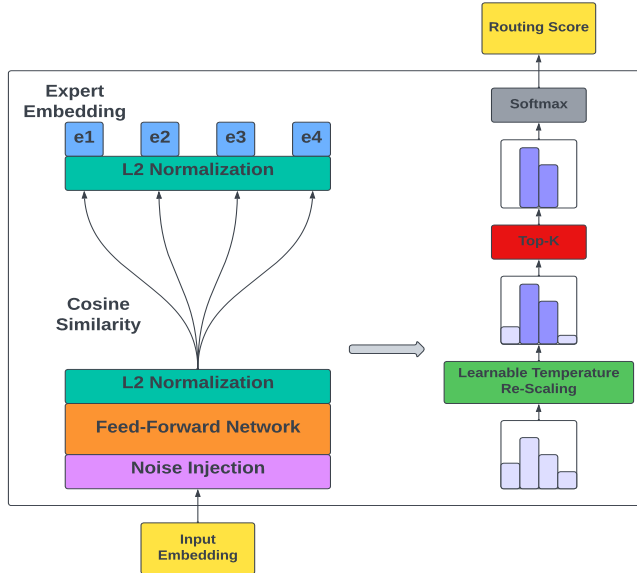 Routing Score
Expert
Embedding
Softmax
e1 e2 e3 e4
L2 Normalization
Top-K
Cosine
Similarity
L2 Normalization
Learnable Temperature
Re-Scaling
Feed-Forward Network
Noise Injection
Input
Embedding